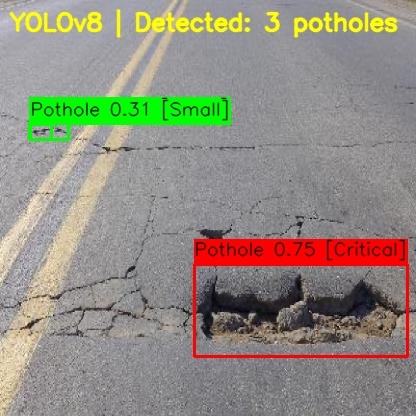 YOLOv8 | Detected: 3 potholes
Pothole 0.31 [Small]
Pothole 0.75 [Critical]